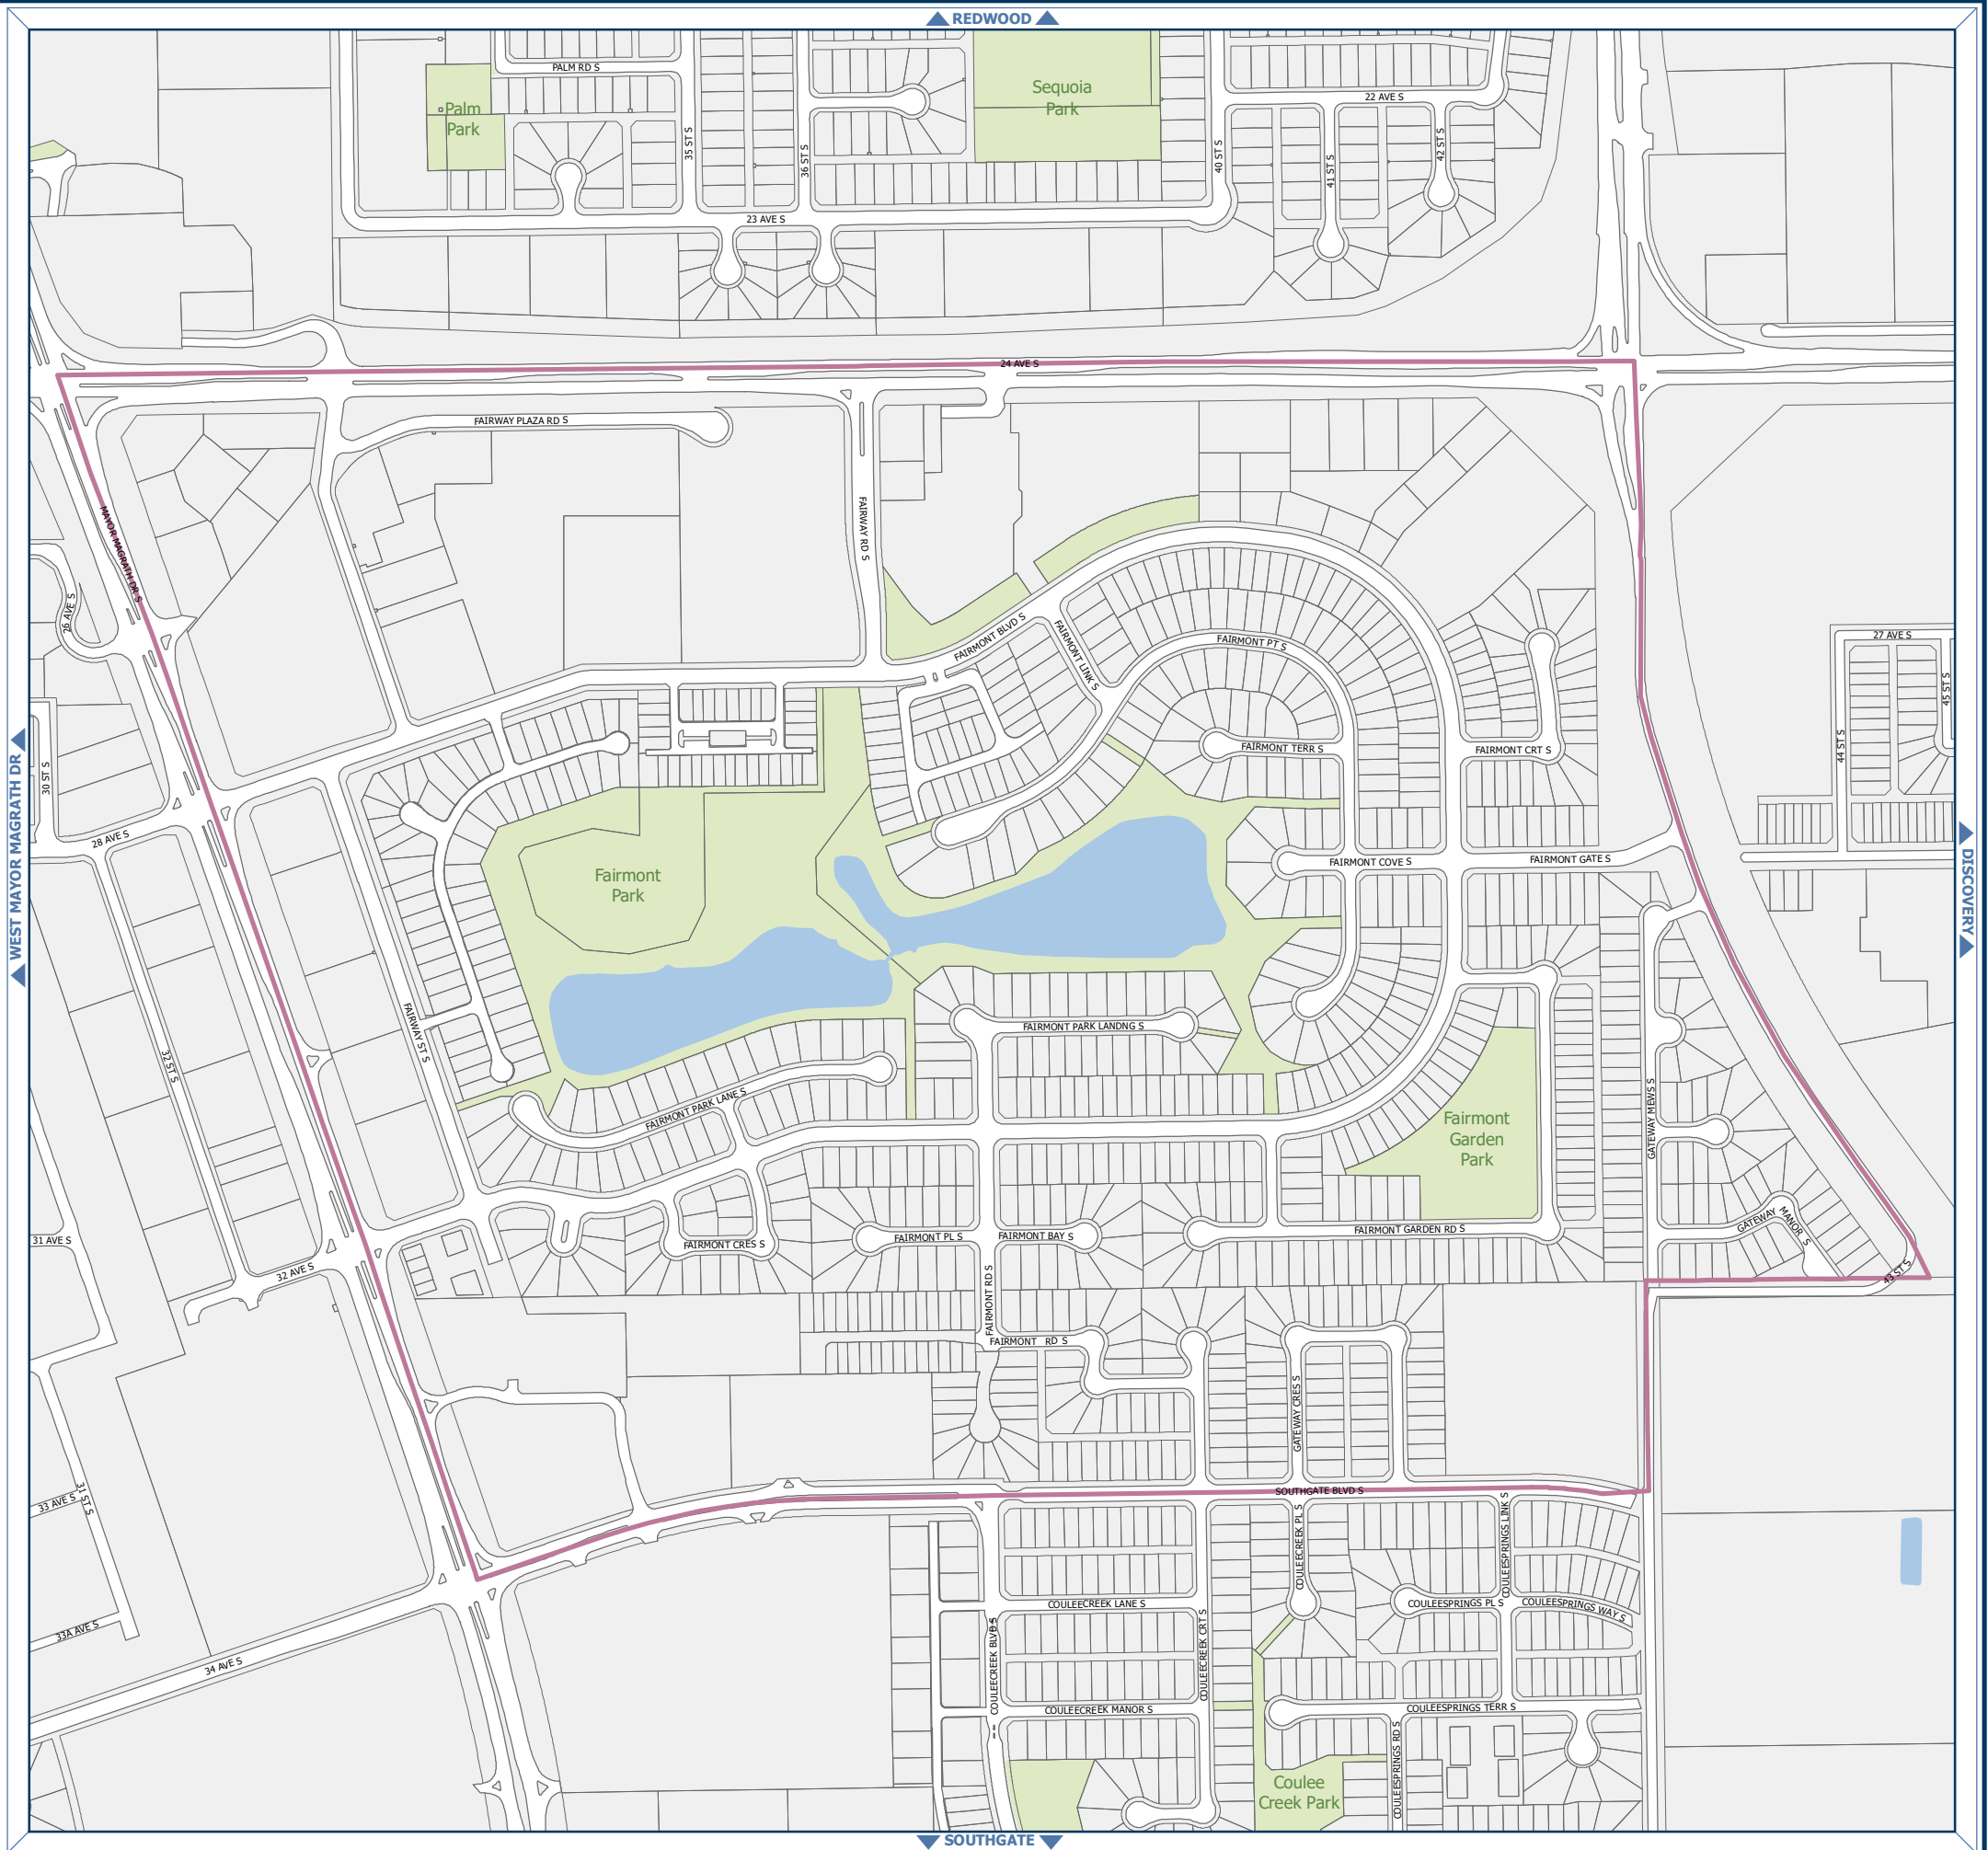 REDWOOD
PALM RD S
Palm
Park
Sequoia
Park
22 AVE S
35 ST S
36 ST S
40 ST S
41 ST S
42 ST S
23 AVE S
24 AVE S
FAIRWAY PLAZA RD S
MAYOR MAGRATH DR S
FAIRWAY RD S
26 AVE S
FAIRMONT BLVD S
FAIRMONT LINK S
FAIRMONT PT S
27 AVE S
45 ST S
44 ST S
30 ST S
FAIRMONT TERR S
FAIRMONT CRT S
28 AVE S
WEST MAYOR MAGRATH DR
DISCOVERY
Fairmont
Park
FAIRMONT COVE S
FAIRMONT GATE S
FAIRWAY ST S
32 ST S
FAIRMONT PARK LANDNG S
FAIRMONT PARK LANE S
Fairmont
Garden
Park
GATEWAY MEWS S
GATEWAY MANOR S
31 AVE S
32 AVE S
FAIRMONT CRES S
FAIRMONT PL S
FAIRMONT BAY S
FAIRMONT GARDEN RD S
43 ST S
FAIRMONT RD S
FAIRMONT RD S
GATEWAY CRES S
33 AVE S
31 ST S
SOUTHGATE BLVD S
COULEECREEK PL S
COULEESPRINGS LINK S
COULEECREEK LANE S
COULEESPRINGS PL S
COULEESPRINGS WAY S
33A AVE S
34 AVE S
COULEECREEK BLVD S
COULEECREEK CRT S
COULEECREEK MANOR S
COULEESPRINGS TERR S
COULEESPRINGS RD S
Coulee
Creek Park
SOUTHGATE